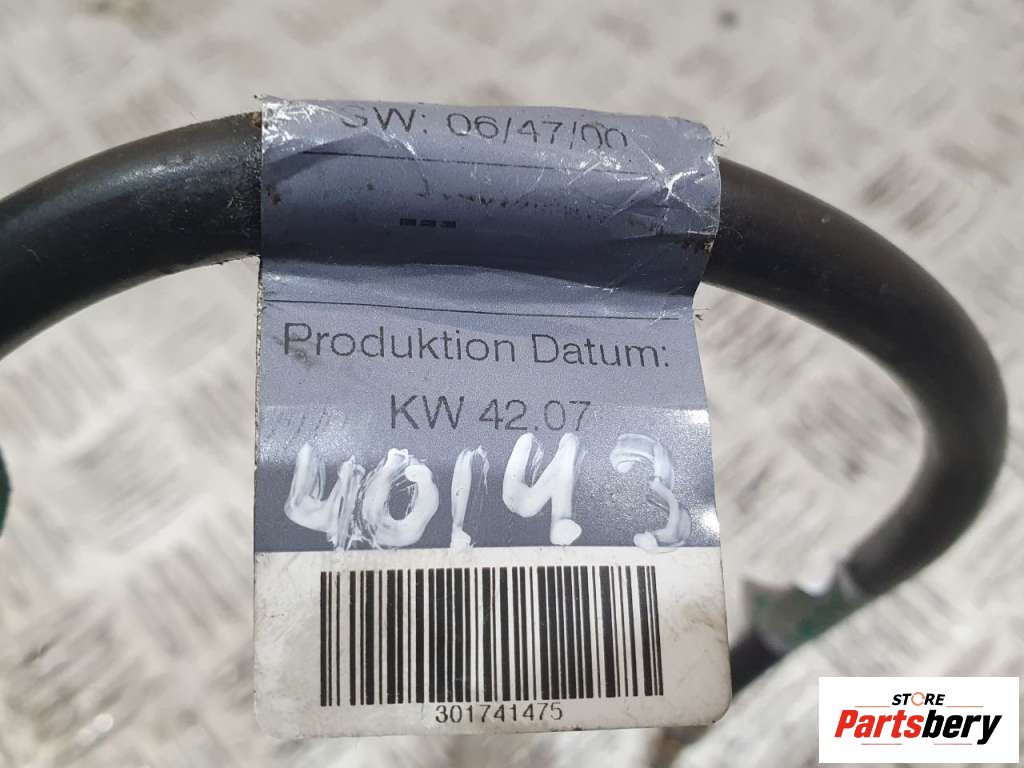 SW: 06/47/00
Produktion Datum:
KW 42.07
40143
301741475
STORE
Partsbery